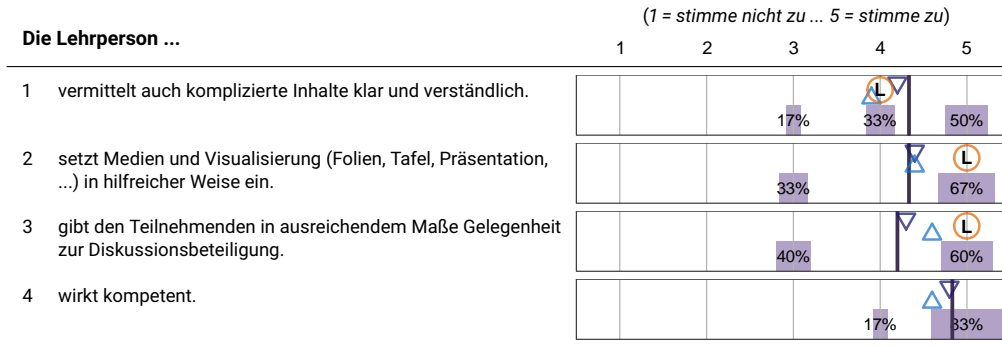 (1 = stimme nicht zu ... 5 = stimme zu)
Die Lehrperson ...
1 2 3 4 5
1 vermittelt auch komplizierte Inhalte klar und verständlich.
L
17% 33% 50%
2 setzt Medien und Visualisierung (Folien, Tafel, Präsentation,
...) in hilfreicher Weise ein.
L
33% 67%
3 gibt den Teilnehmenden in ausreichendem Maße Gelegenheit
zur Diskussionsbeteiligung.
L
40% 60%
4 wirkt kompetent.
17% 83%